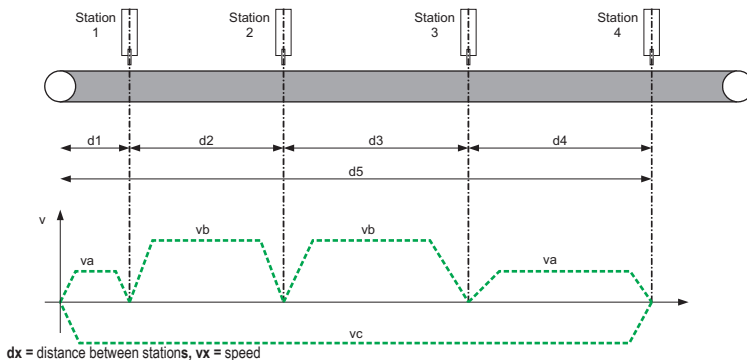 Station 1
Station 2
Station 3
Station 4
d1
d2
d3
d4
d5
v
va
vb
vb
va
vc
dx = distance between stations, vx = speed